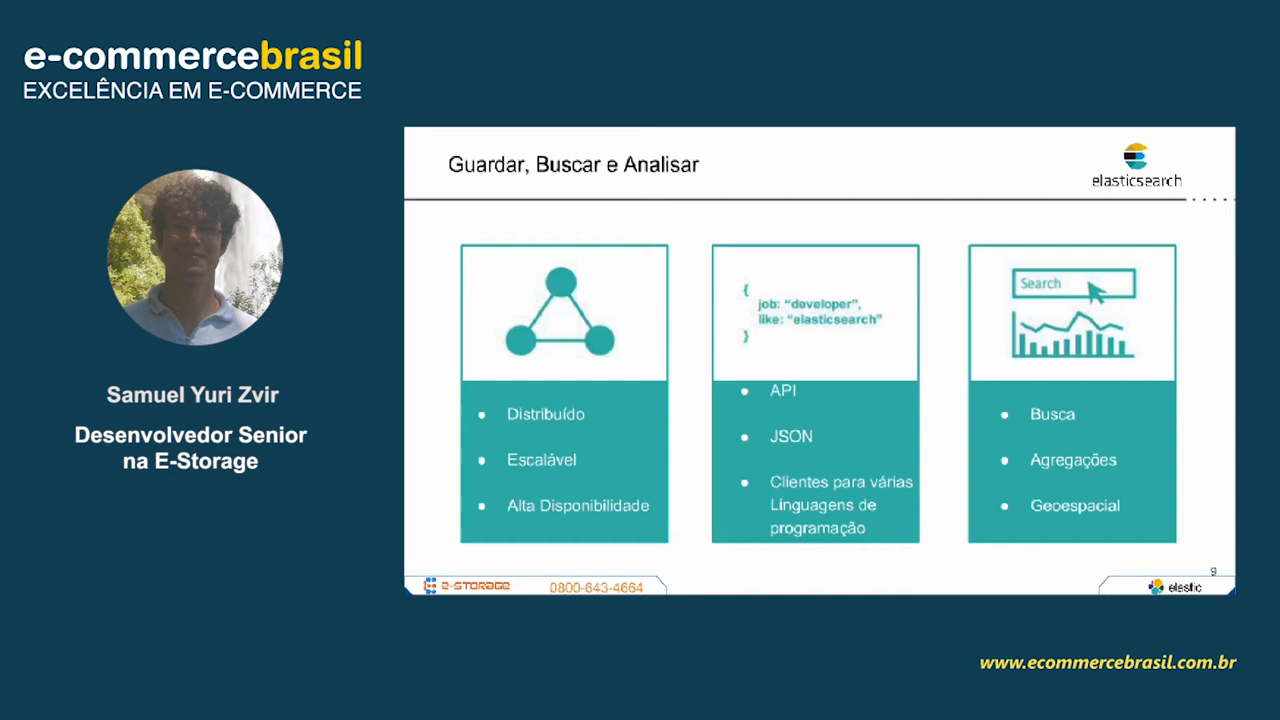 e-commercebrasil
EXCELÊNCIA EM E-COMMERCE
Samuel Yuri Zvir
Desenvolvedor Senior
na E-Storage
Guardar, Buscar e Analisar
elasticsearch
{
job: “developer”,
like: “elasticsearch”
}
Search
• Distribuído
• Escalável
• Alta Disponibilidade
• API
• JSON
• Clientes para várias
Linguagens de
programação
• Busca
• Agregações
• Geoespacial
9
E-STORAGE
0800-643-4664
elastic
www.ecommercebrasil.com.br